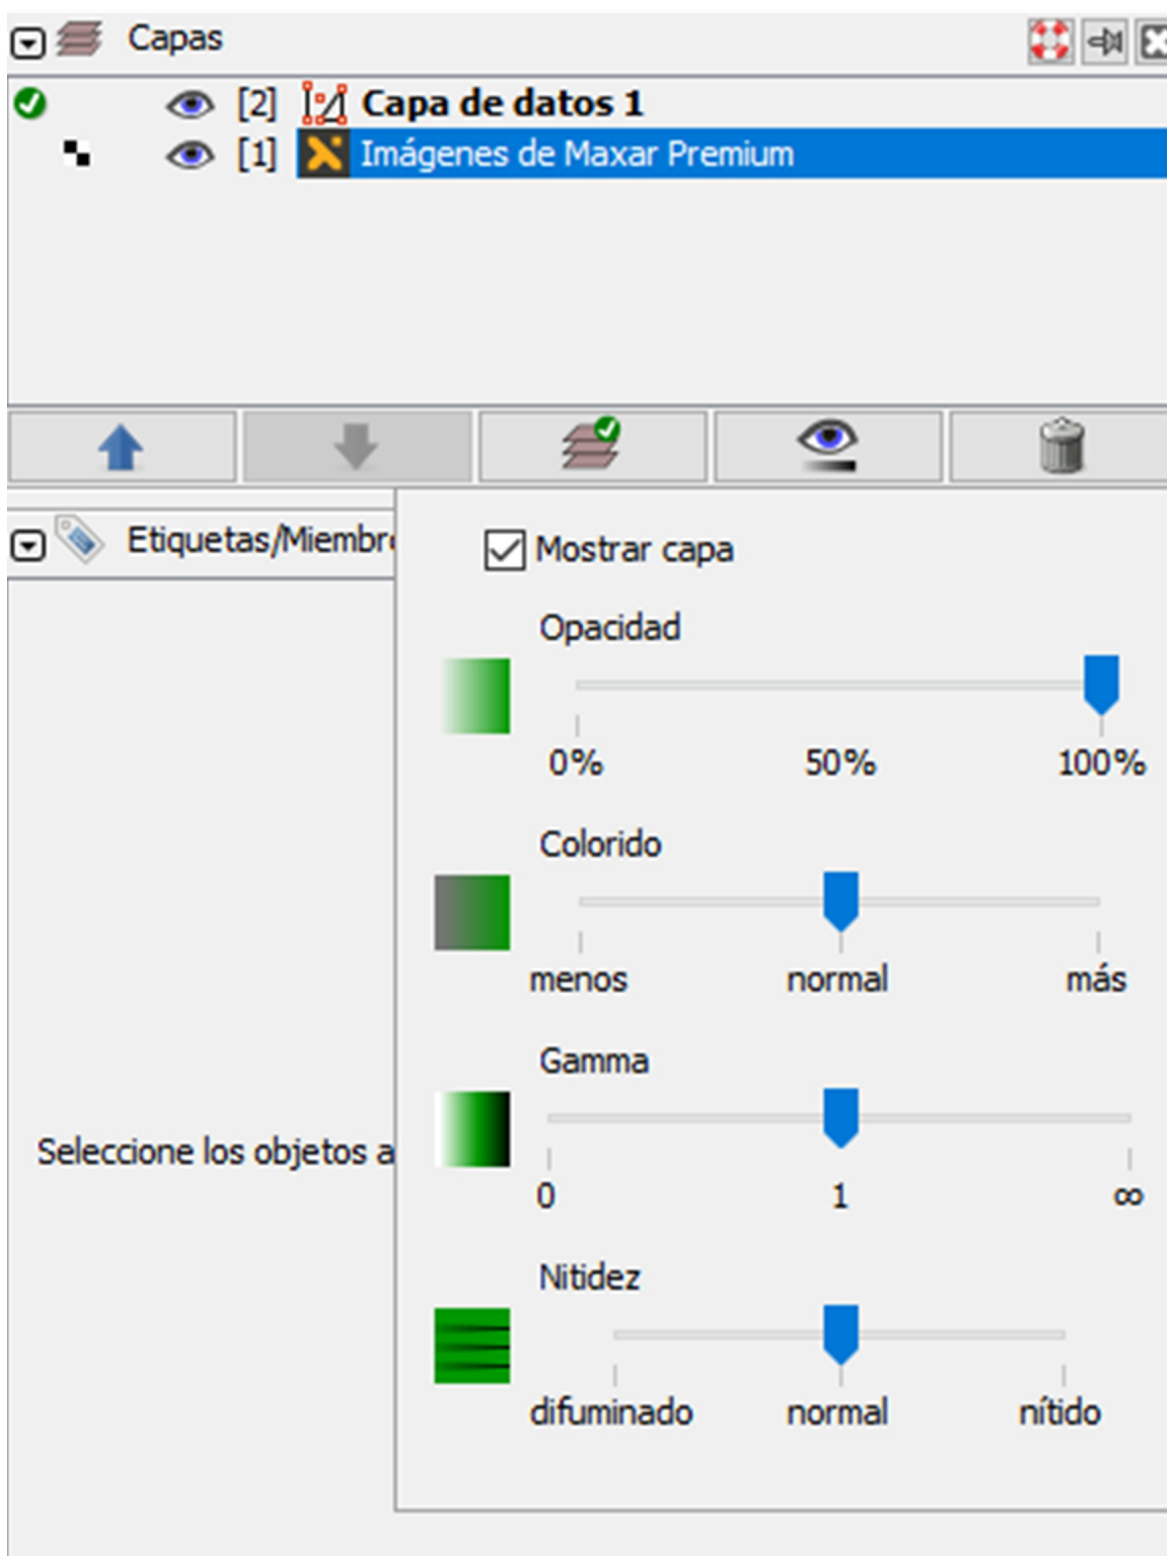 Capas
[2] Capa de datos 1
[1] Imágenes de Maxar Premium
Etiquetas/Miembr
Mostrar capa
Opacidad
0% 50% 100%
Colorido
menos normal más
Gamma
Seleccione los objetos a
0 1 ∞
Nitidez
difuminado normal nítido